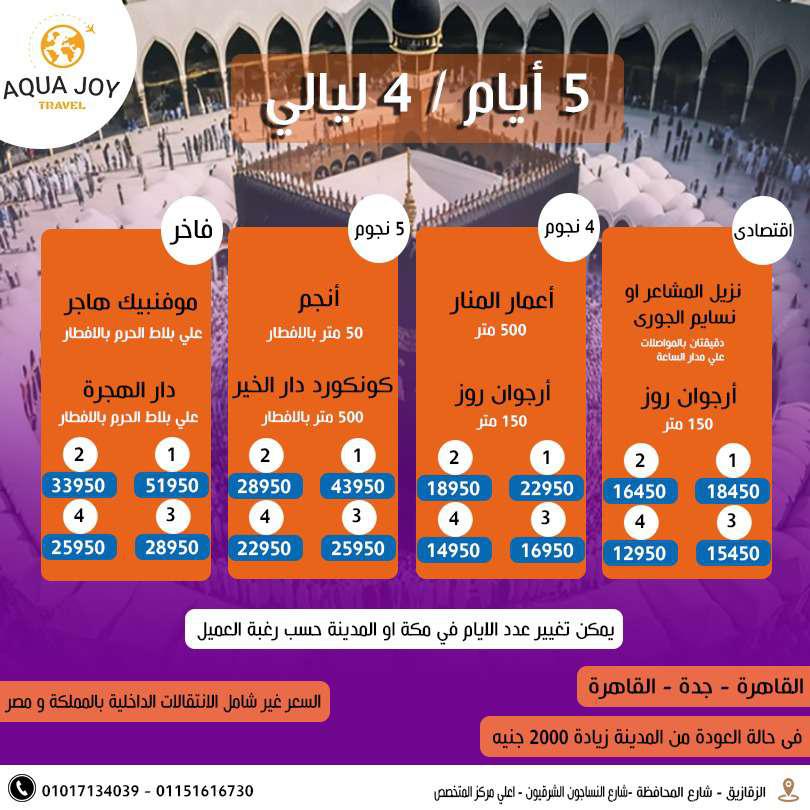 AQUA JOY
TRAVEL
5 أيام / 4 ليالي
اقتصادى
نزيل المشاعر او
نسايم الجورى
دقيقتان بالمواصلات
علي مدار الساعة
أرجوان روز
150 متر
1
2
18450
16450
3
4
15450
12950
4 نجوم
أعمار المنار
500 متر
أرجوان روز
150 متر
1
2
22950
18950
3
4
16950
14950
5 نجوم
أنجم
50 متر بالافطار
كونكورد دار الخير
500 متر بالافطار
1
2
43950
28950
3
4
25950
22950
فاخر
موفنبيك هاجر
علي بلاط الحرم بالافطار
دار الهجرة
علي بلاط الحرم بالافطار
1
2
51950
33950
3
4
28950
25950
يمكن تغيير عدد الايام في مكة او المدينة حسب رغبة العميل
القاهرة - جدة - القاهرة
السعر غير شامل الانتقالات الداخلية بالمملكة و مصر
فى حالة العودة من المدينة زيادة 2000 جنيه
الزقازيق - شارع المحافظة -شارع النساجون الشرقيون - اعلي مركز المتخصص
01017134039 - 01151616730